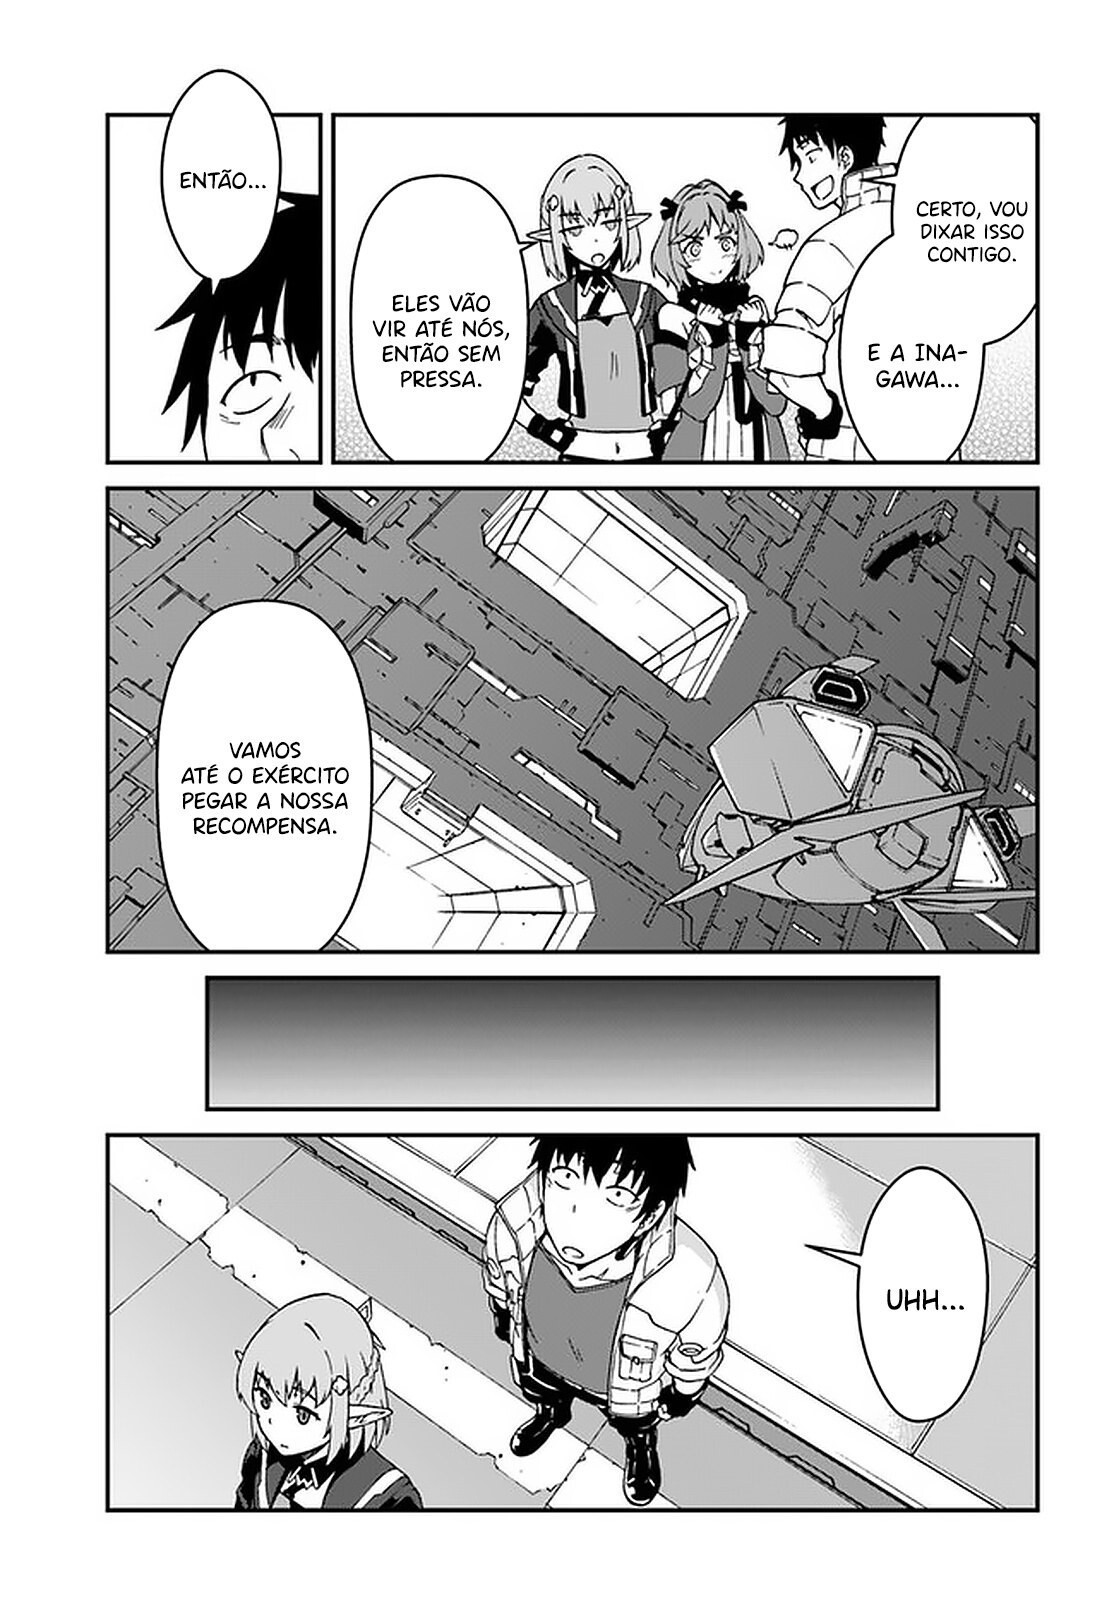 CERTO, VOU
DIXAR ISSO
CONTIGO.
E A INA-
GAWA...
ELES VÃO
VIR ATÉ NÓS,
ENTÃO SEM
PRESSA.
ENTÃO...
VAMOS
ATÉ O EXÉRCITO
PEGAR A NOSSA
RECOMPENSA.
UHH...